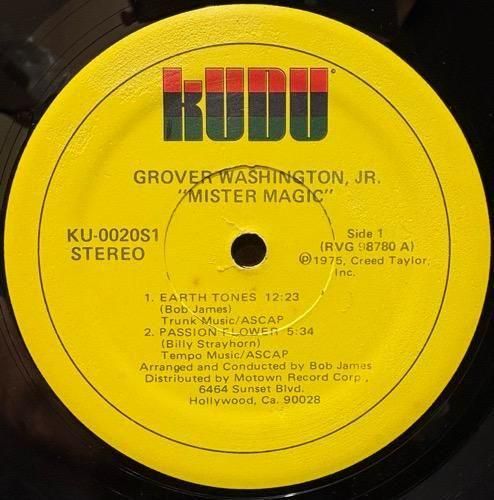 KUDU
GROVER WASHINGTON, JR.
"MISTER MAGIC"
KU-0020S1
STEREO
Side 1
(RVG 98780 A)
℗1975, Creed Taylor,
Inc.
1. EARTH TONES 12:23
(Bob James)
Trunk Music/ASCAP
2. PASSION FLOWER 5:34
(Billy Strayhorn)
Tempo Music/ASCAP
Arranged and Conducted by Bob James
Distributed by Motown Record Corp.,
6464 Sunset Blvd.
Hollywood, Ca. 90028